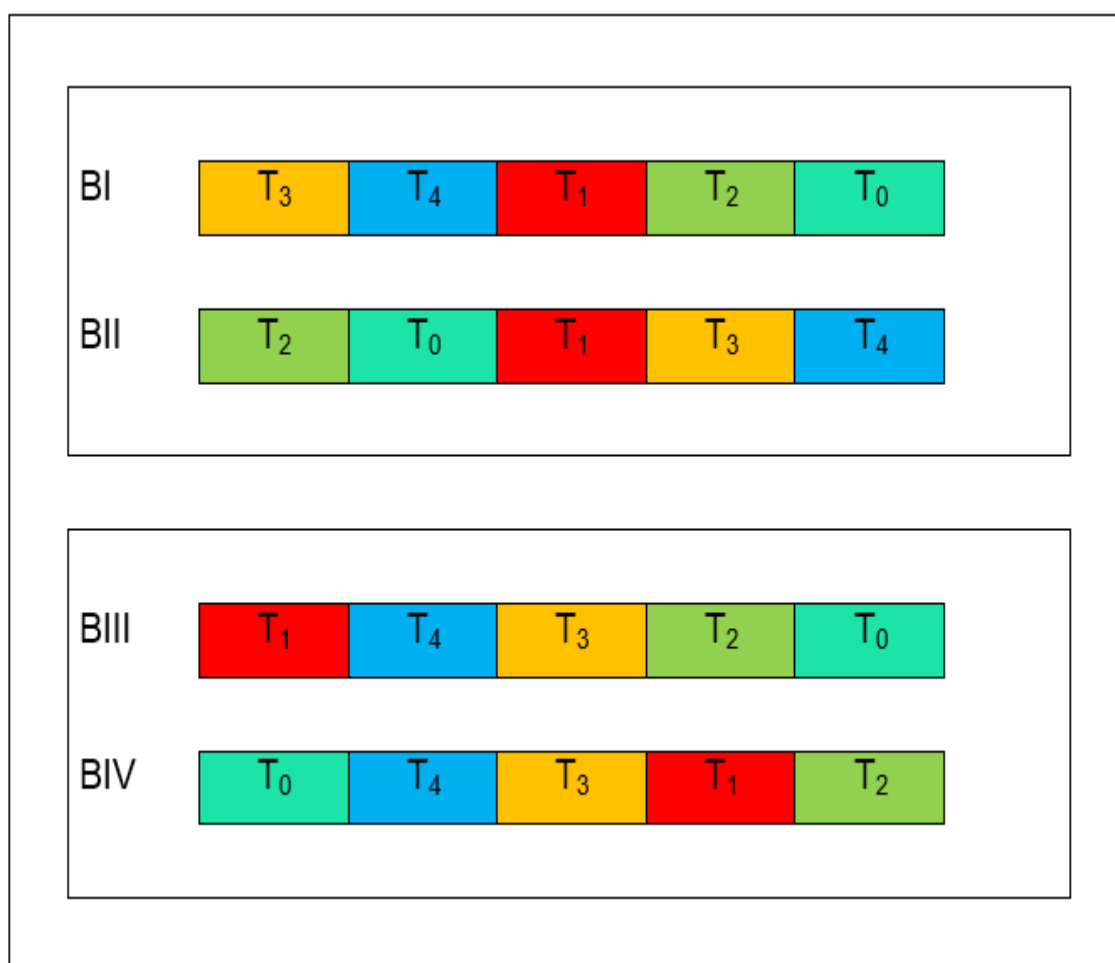 BI T₃ T₄ T₁ T₂ T₀
BII T₂ T₀ T₁ T₃ T₄
BIII T₁ T₄ T₃ T₂ T₀
BIV T₀ T₄ T₃ T₁ T₂